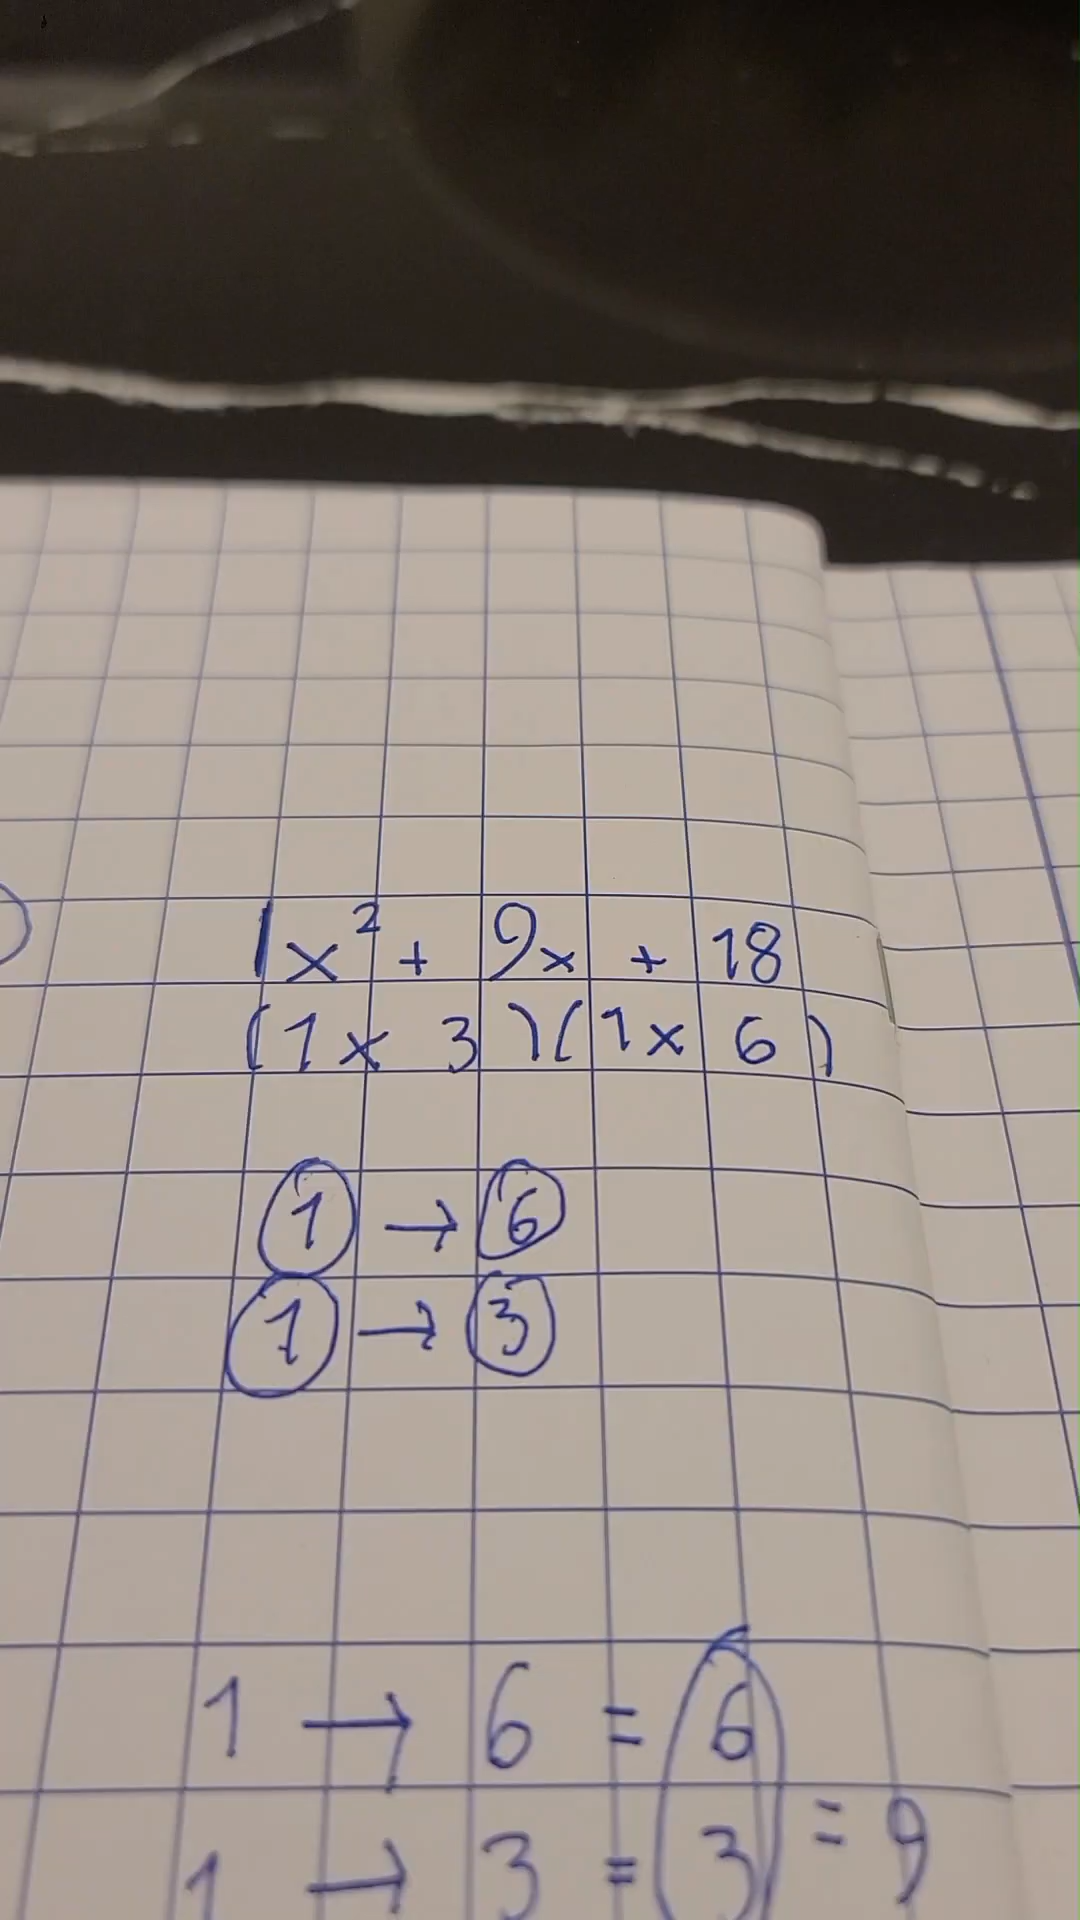 1x² + 9x + 18
(1x 3)(1x 6)
1 → 6
1 → 3
1 → 6 = 6
1 → 3 = 3 = 9